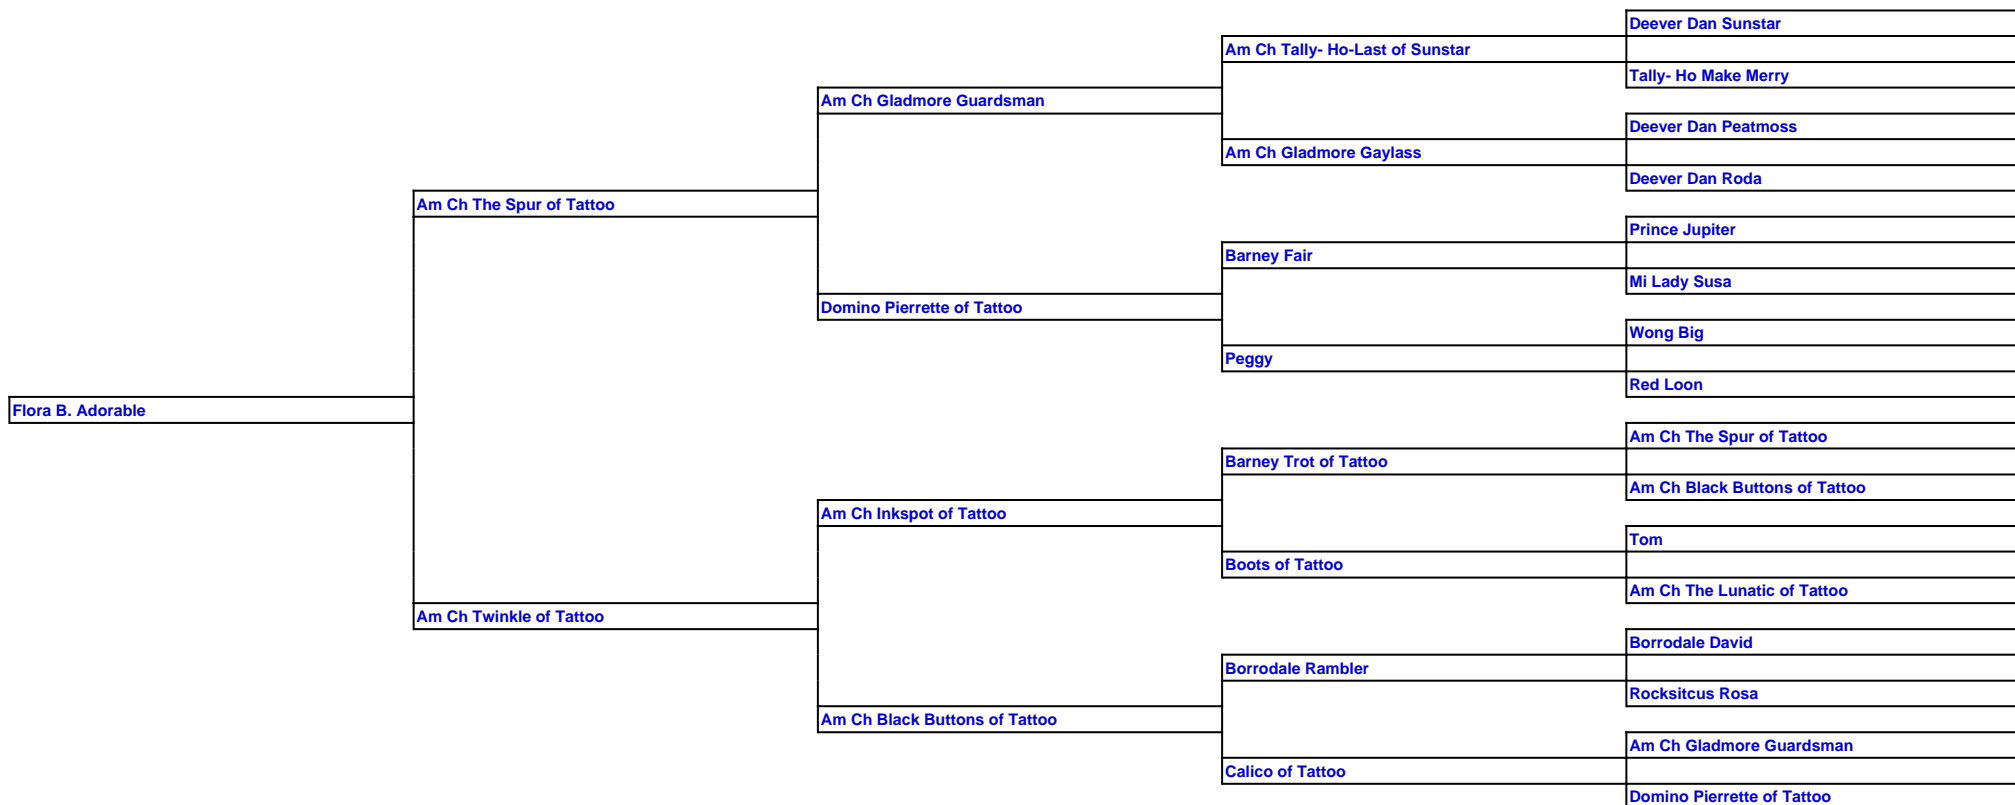 Deever Dan Sunstar
Am Ch Tally- Ho-Last of Sunstar
Tally- Ho Make Merry
Am Ch Gladmore Guardsman
Deever Dan Peatmoss
Am Ch Gladmore Gaylass
Deever Dan Roda
Am Ch The Spur of Tattoo
Prince Jupiter
Barney Fair
Mi Lady Susa
Domino Pierrette of Tattoo
Wong Big
Peggy
Red Loon
Flora B. Adorable
Am Ch The Spur of Tattoo
Barney Trot of Tattoo
Am Ch Black Buttons of Tattoo
Am Ch Inkspot of Tattoo
Tom
Boots of Tattoo
Am Ch The Lunatic of Tattoo
Am Ch Twinkle of Tattoo
Borrodale David
Borrodale Rambler
Rocksitcus Rosa
Am Ch Black Buttons of Tattoo
Am Ch Gladmore Guardsman
Calico of Tattoo
Domino Pierrette of Tattoo